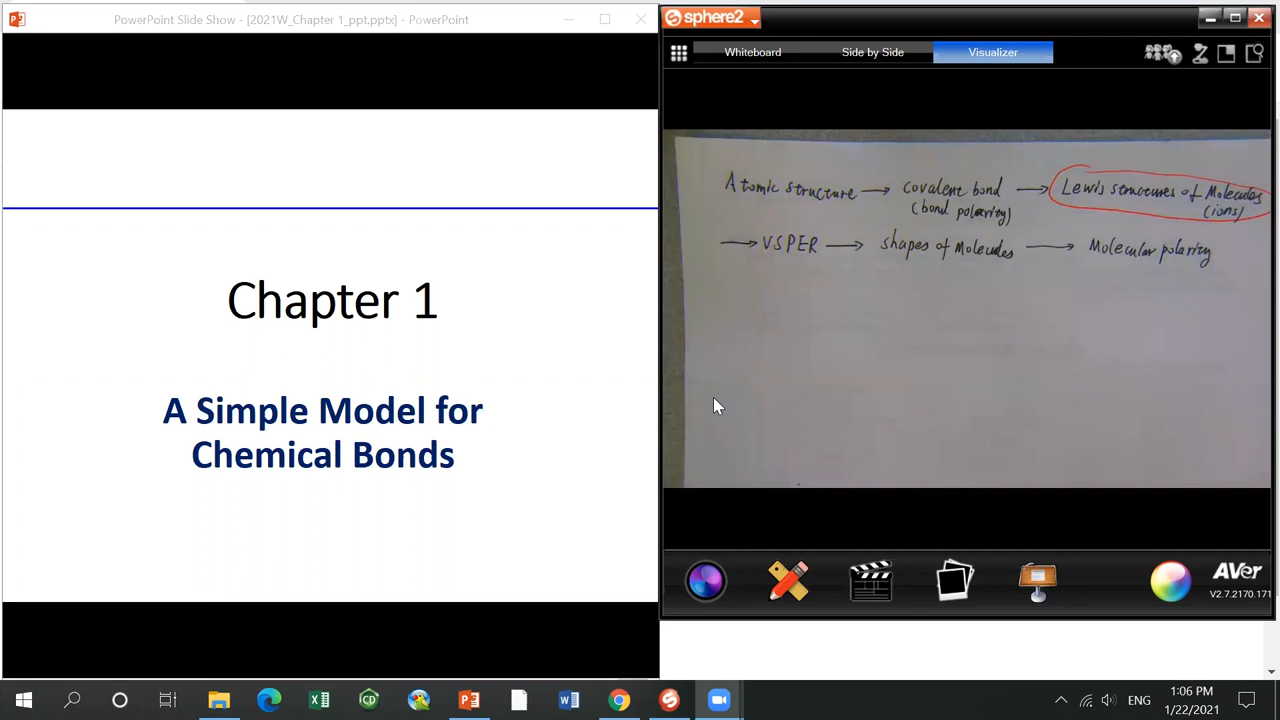 PowerPoint Slide Show - [2021W_Chapter 1_ppt.pptx] - PowerPoint
Chapter 1
A Simple Model for
Chemical Bonds
sphere2
Whiteboard Side by Side Visualizer
Atomic structure → covalent bond → Lewis structures of Molecules
(bond polarity) (ions)
→ VSPER → shapes of Molecules → Molecular polarity
AVer
V2.7.2170.171
ENG
1:06 PM
1/22/2021